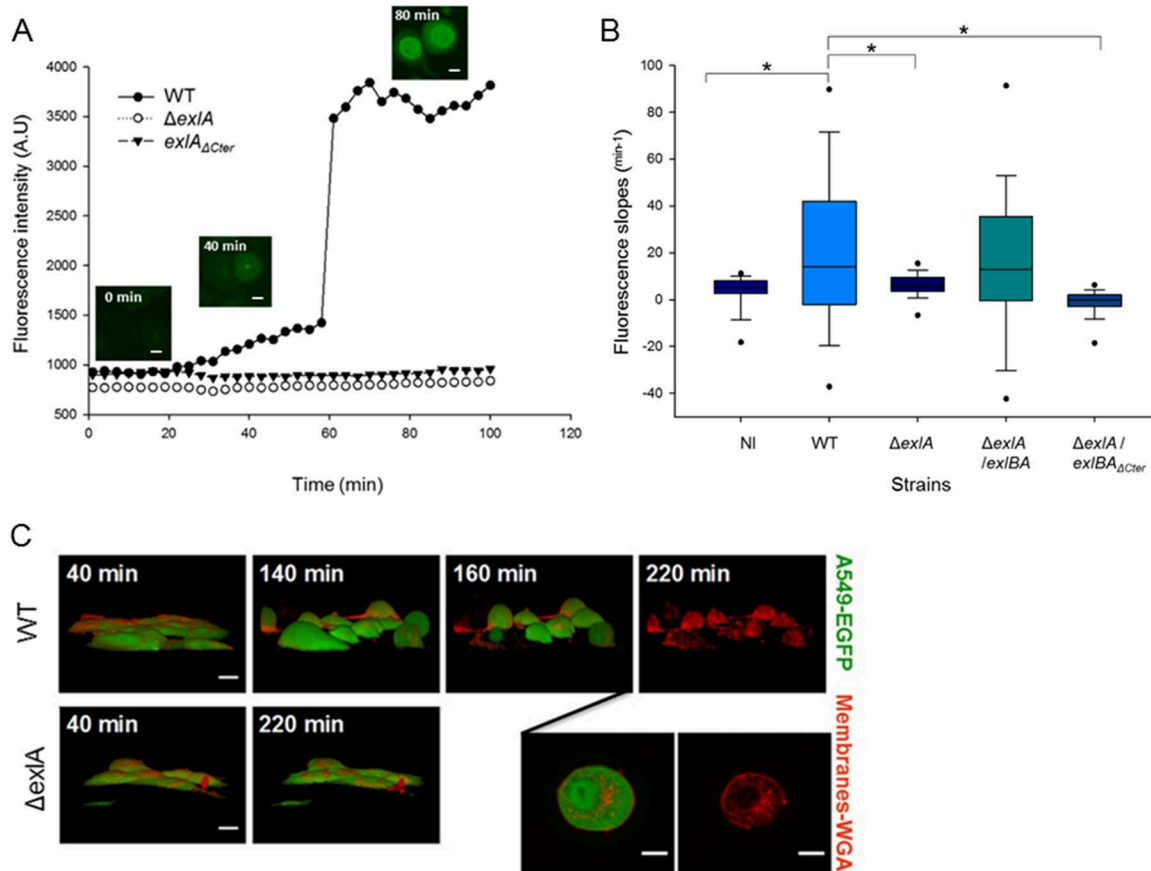 A
80 min
4000
WT
ΔexlA
exlAΔCter
3500
3000
2500
2000
1500
1000
500
40 min
0 min
Fluorescence intensity (A.U)
0 20 40 60 80 100 120
Time (min)
B
* * *
100
80
60
40
20
0
-20
-40
Fluorescence slopes (min-1)
NI WT ΔexlA ΔexlA ΔexlA /
/exlBA exlBAΔCter
Strains
C
WT
40 min 140 min 160 min 220 min
ΔexlA
40 min 220 min
A549-EGFP
Membranes-WGA